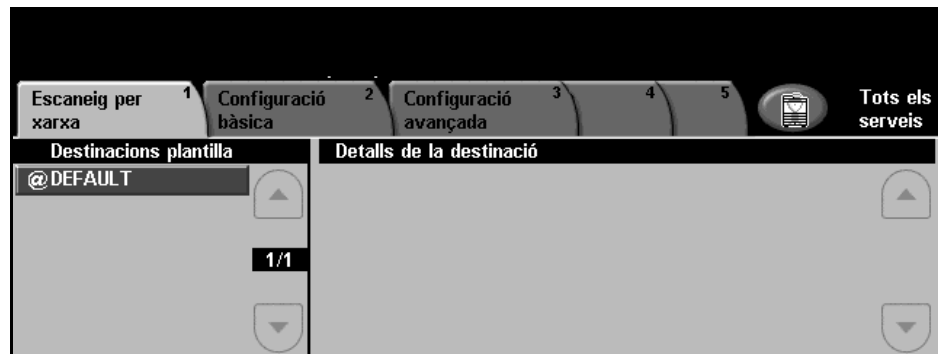 Escaneig per xarxa 1
Configuració bàsica 2
Configuració avançada 3
4
5
Tots els serveis
Destinacions plantilla
Detalls de la destinació
@DEFAULT
1/1